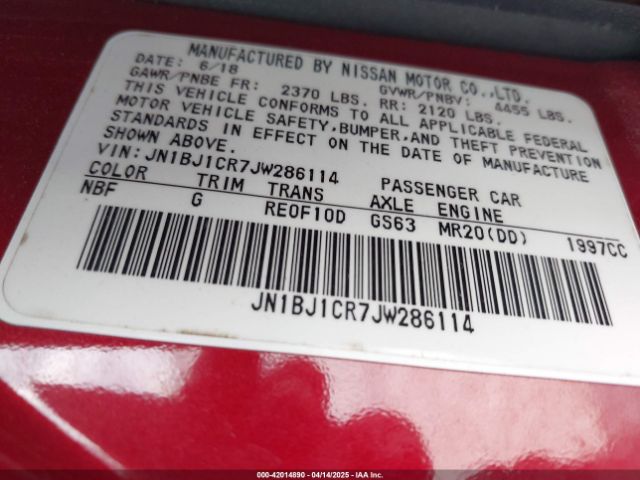 MANUFACTURED BY NISSAN MOTOR CO.,LTD.
DATE: 6/18 GVWR/PNBV: 4455 LBS.
GAWR/PNBE FR: 2370 LBS. RR: 2120 LBS.
THIS VEHICLE CONFORMS TO ALL APPLICABLE FEDERAL
MOTOR VEHICLE SAFETY,BUMPER,AND THEFT PREVENTION
STANDARDS IN EFFECT ON THE DATE OF MANUFACTURE
SHOWN ABOVE.
VIN: JN1BJ1CR7JW286114 PASSENGER CAR
COLOR TRIM TRANS AXLE ENGINE
NBF G RE0F10D GS63 MR20(DD) 1997CC
JN1BJ1CR7JW286114
000-42014890 - 04/14/2025 - IAA Inc.